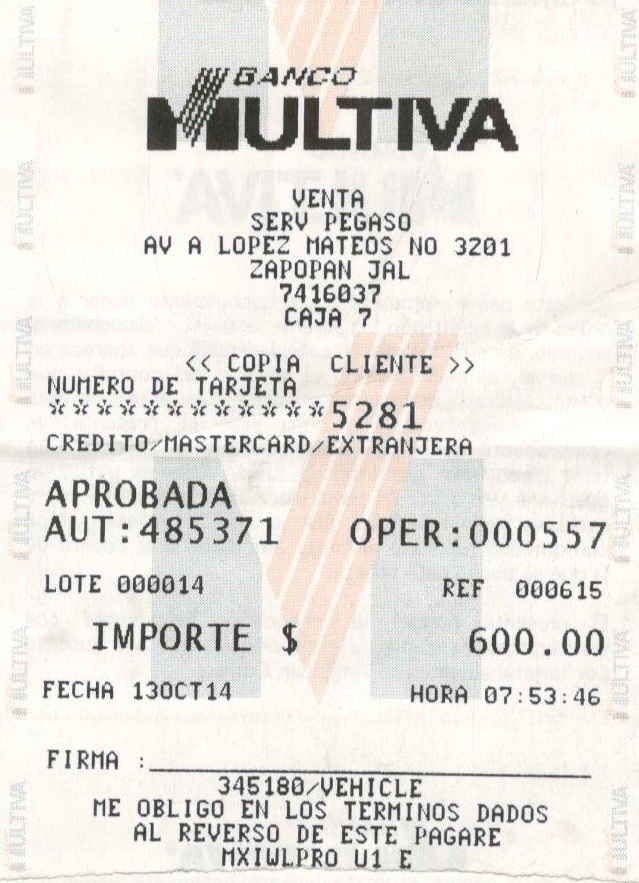 BANCO
MULTIVA
VENTA
SERV PEGASO
AV A LOPEZ MATEOS NO 3201
ZAPOPAN JAL
7416037
CAJA 7
<< COPIA CLIENTE >>
NUMERO DE TARJETA
************5281
CREDITO/MASTERCARD/EXTRANJERA
APROBADA
AUT:485371 OPER:000557
LOTE 000014 REF 000615
IMPORTE $ 600 00
FECHA 13OCT14 HORA 07:53:46
FIRMA :
345180/VEHICLE
ME OBLIGO EN LOS TERMINOS DADOS
AL REVERSO DE ESTE PAGARE
MXIWLPRO U1 E